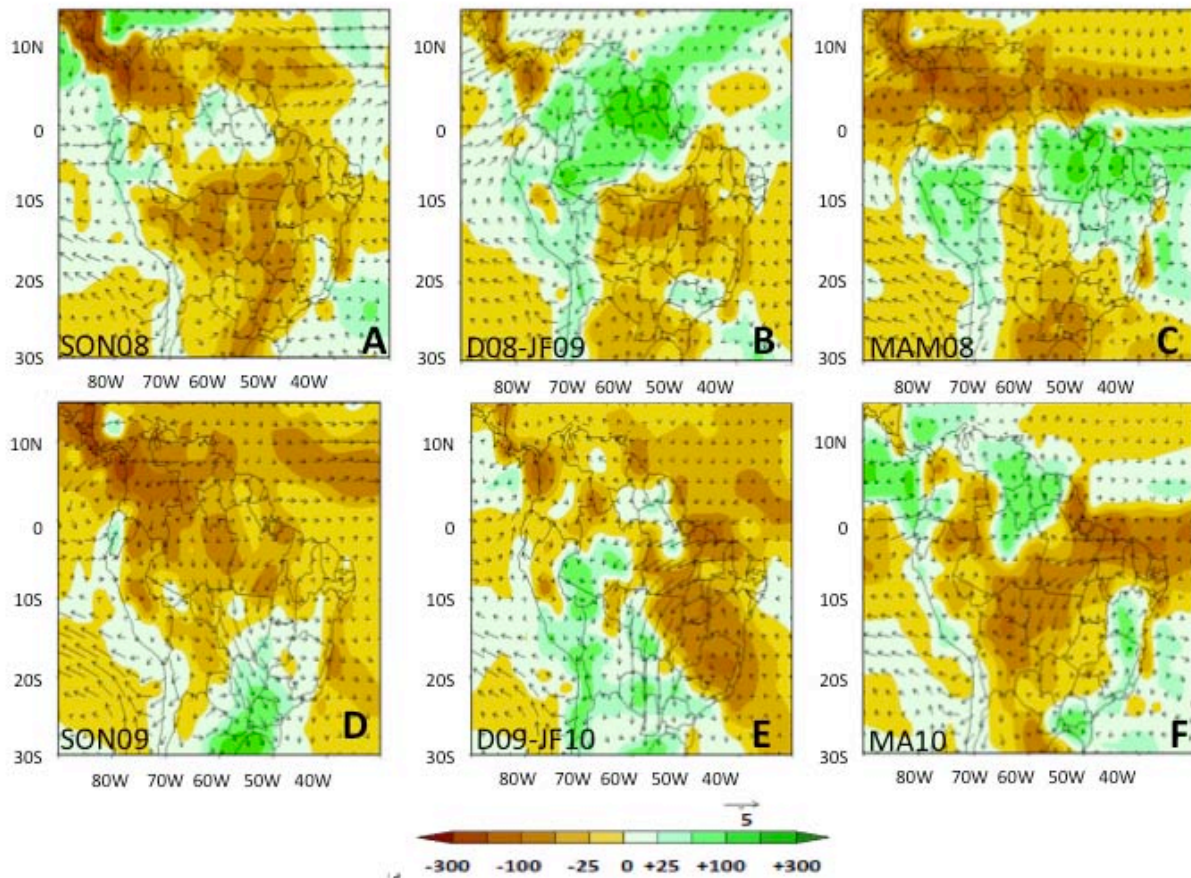 10N 10N 10N
0 0 0
10S 10S 10S
20S 20S 20S
SON08 A D08-JF09 B MAM08 C
30S 30S 30S
80W 70W 60W 50W 40W 80W 70W 60W 50W 40W 80W 70W 60W 50W 40W
10N 10N 10N
0 0 0
10S 10S 10S
20S 20S 20S
SON09 D D09-JF10 E MA10 F
30S 30S 30S
80W 70W 60W 50W 40W 80W 70W 60W 50W 40W 80W 70W 60W 50W 40W
5
-300 -100 -25 0 +25 +100 +300